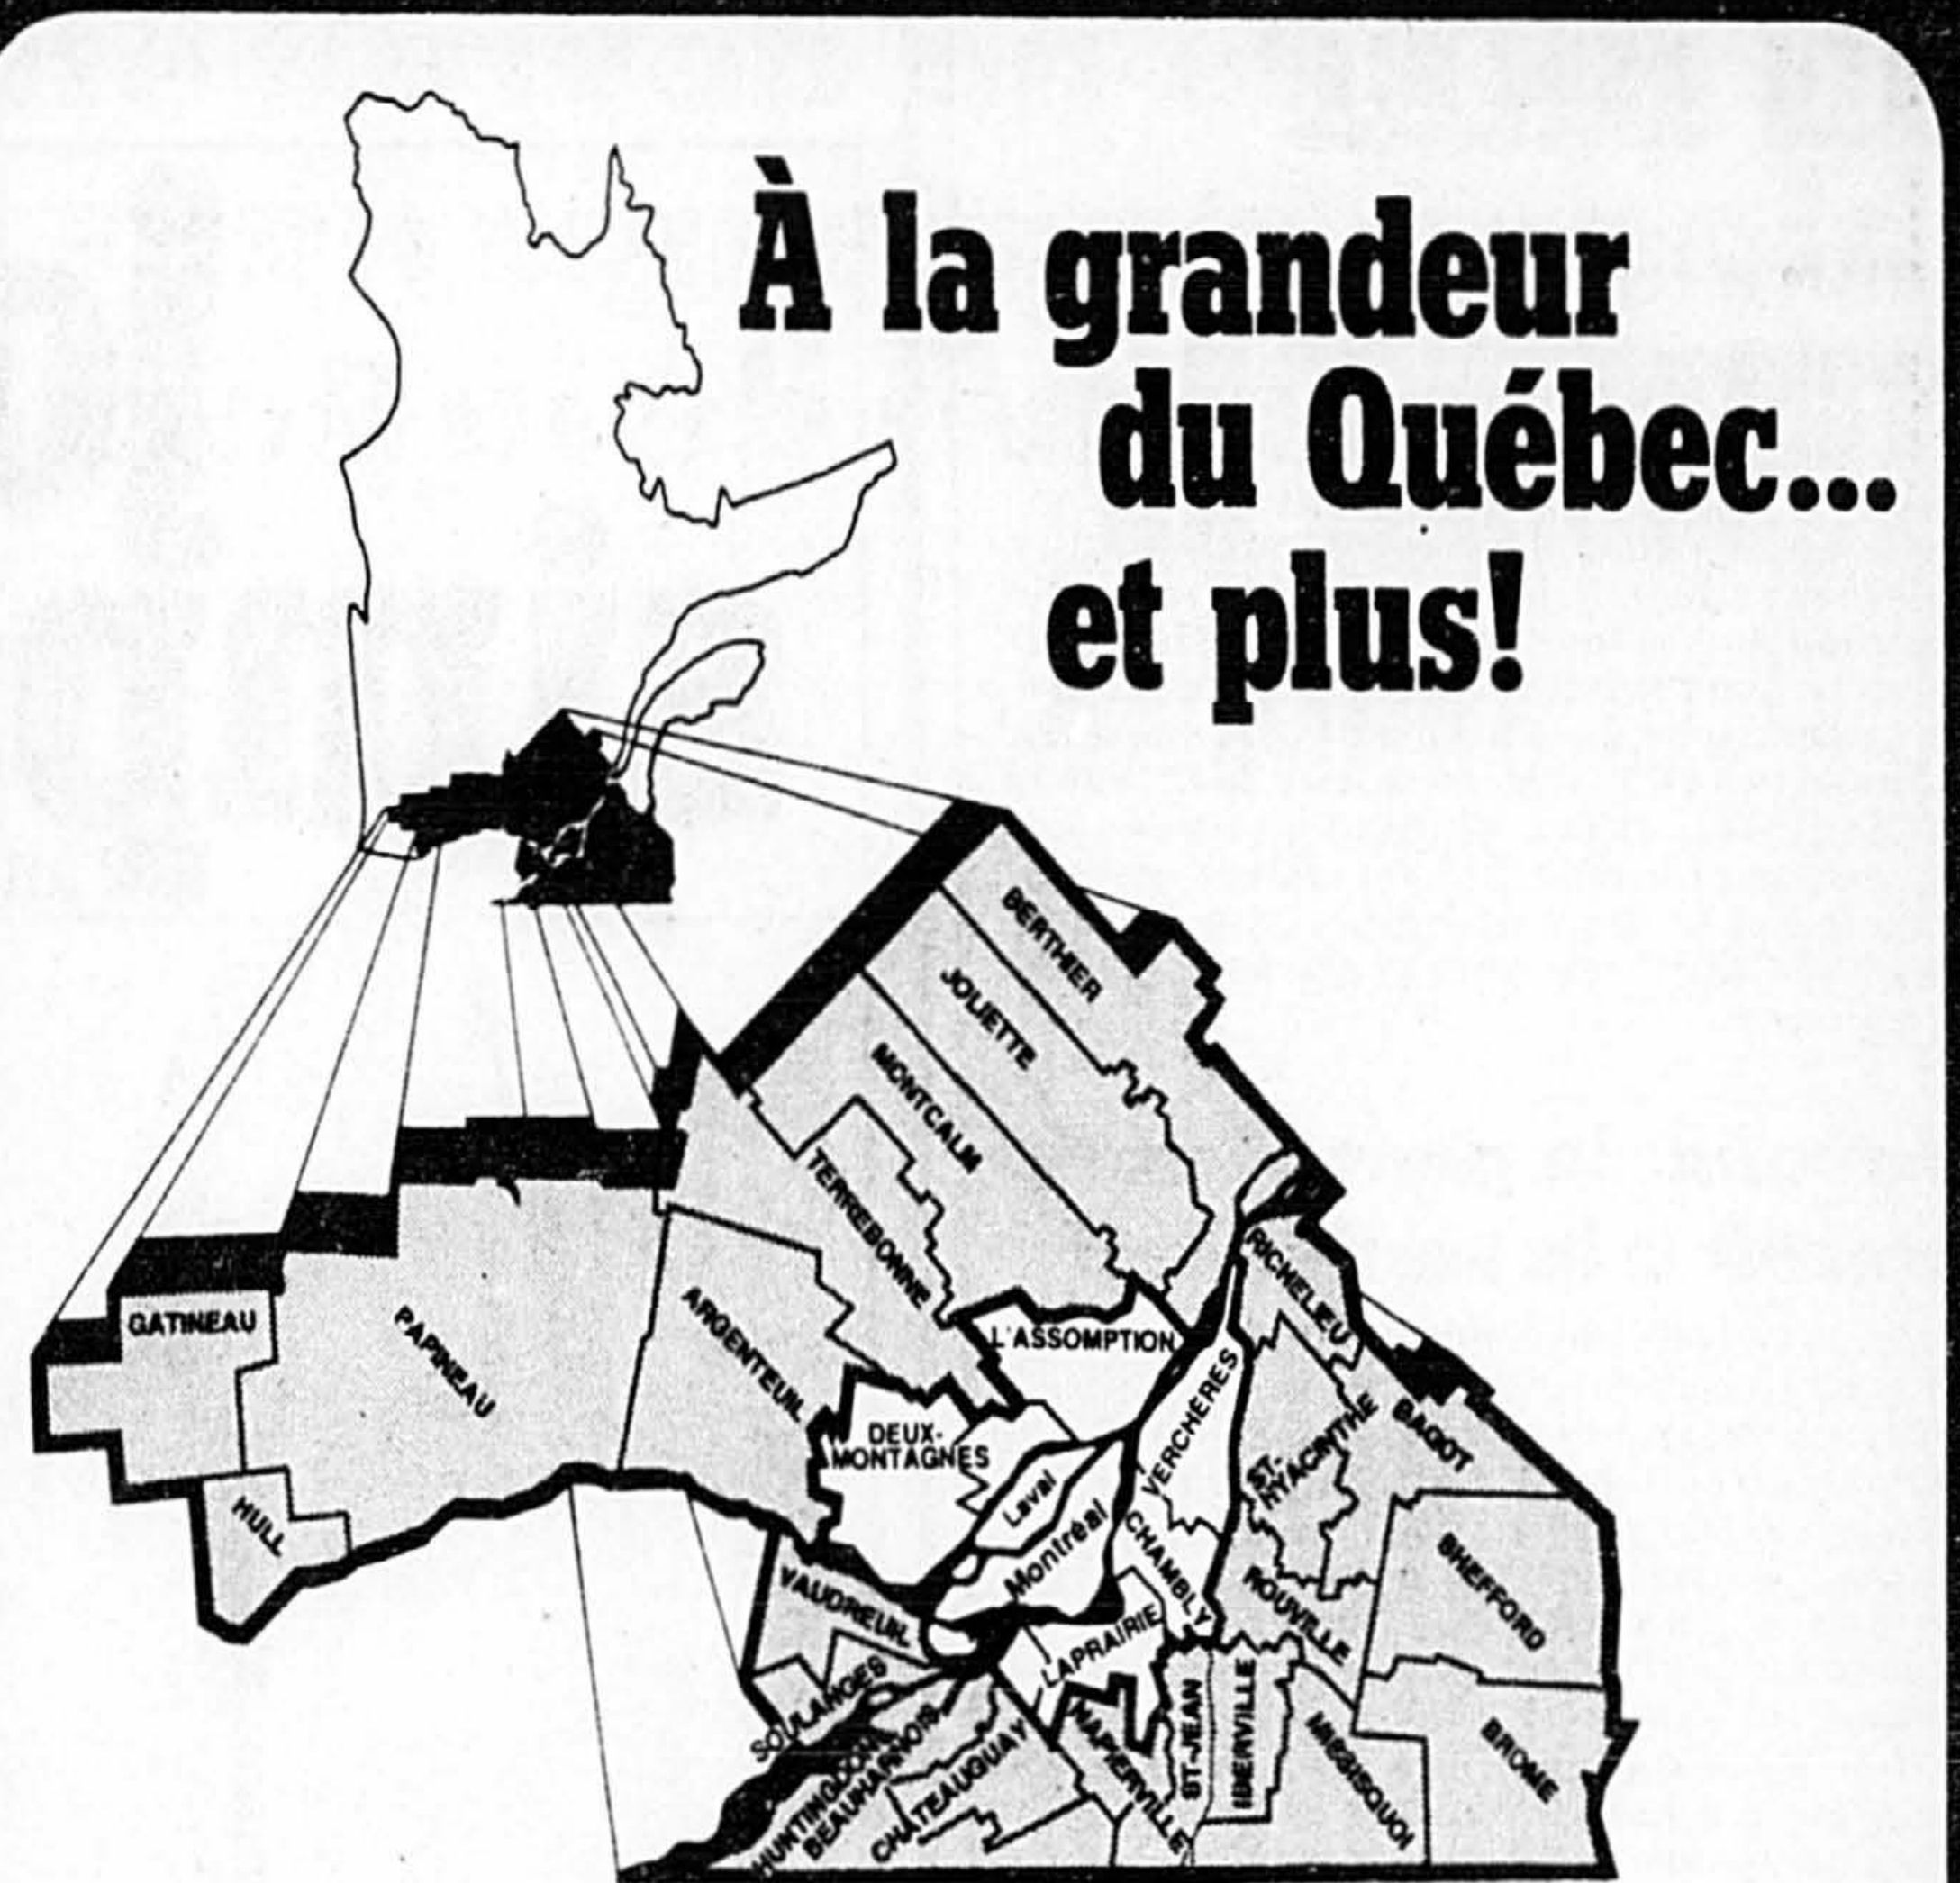 À la grandeur
du Québec...
et plus!
BERTHIER
JOLIETTE
MONTCALM
TERREBONNE
RICHELIEU
GATINEAU
PAPINEAU
ARGENTEUIL
L'ASSOMPTION
VERCHÈRES
ST-
HYACINTHE
BAGOT
DEUX-
MONTAGNES
HULL
Laval
Montréal
CHAMBLY
SHEFFORD
VAUDREUIL
ROUVILLE
LAPRAIRIE
SOULANGES
HUNTINGDON
BEAUHARNOIS
CHATEAUGUAY
NAPIERVILLE
ST-JEAN
IBERVILLE
MISSISQUOI
BROME